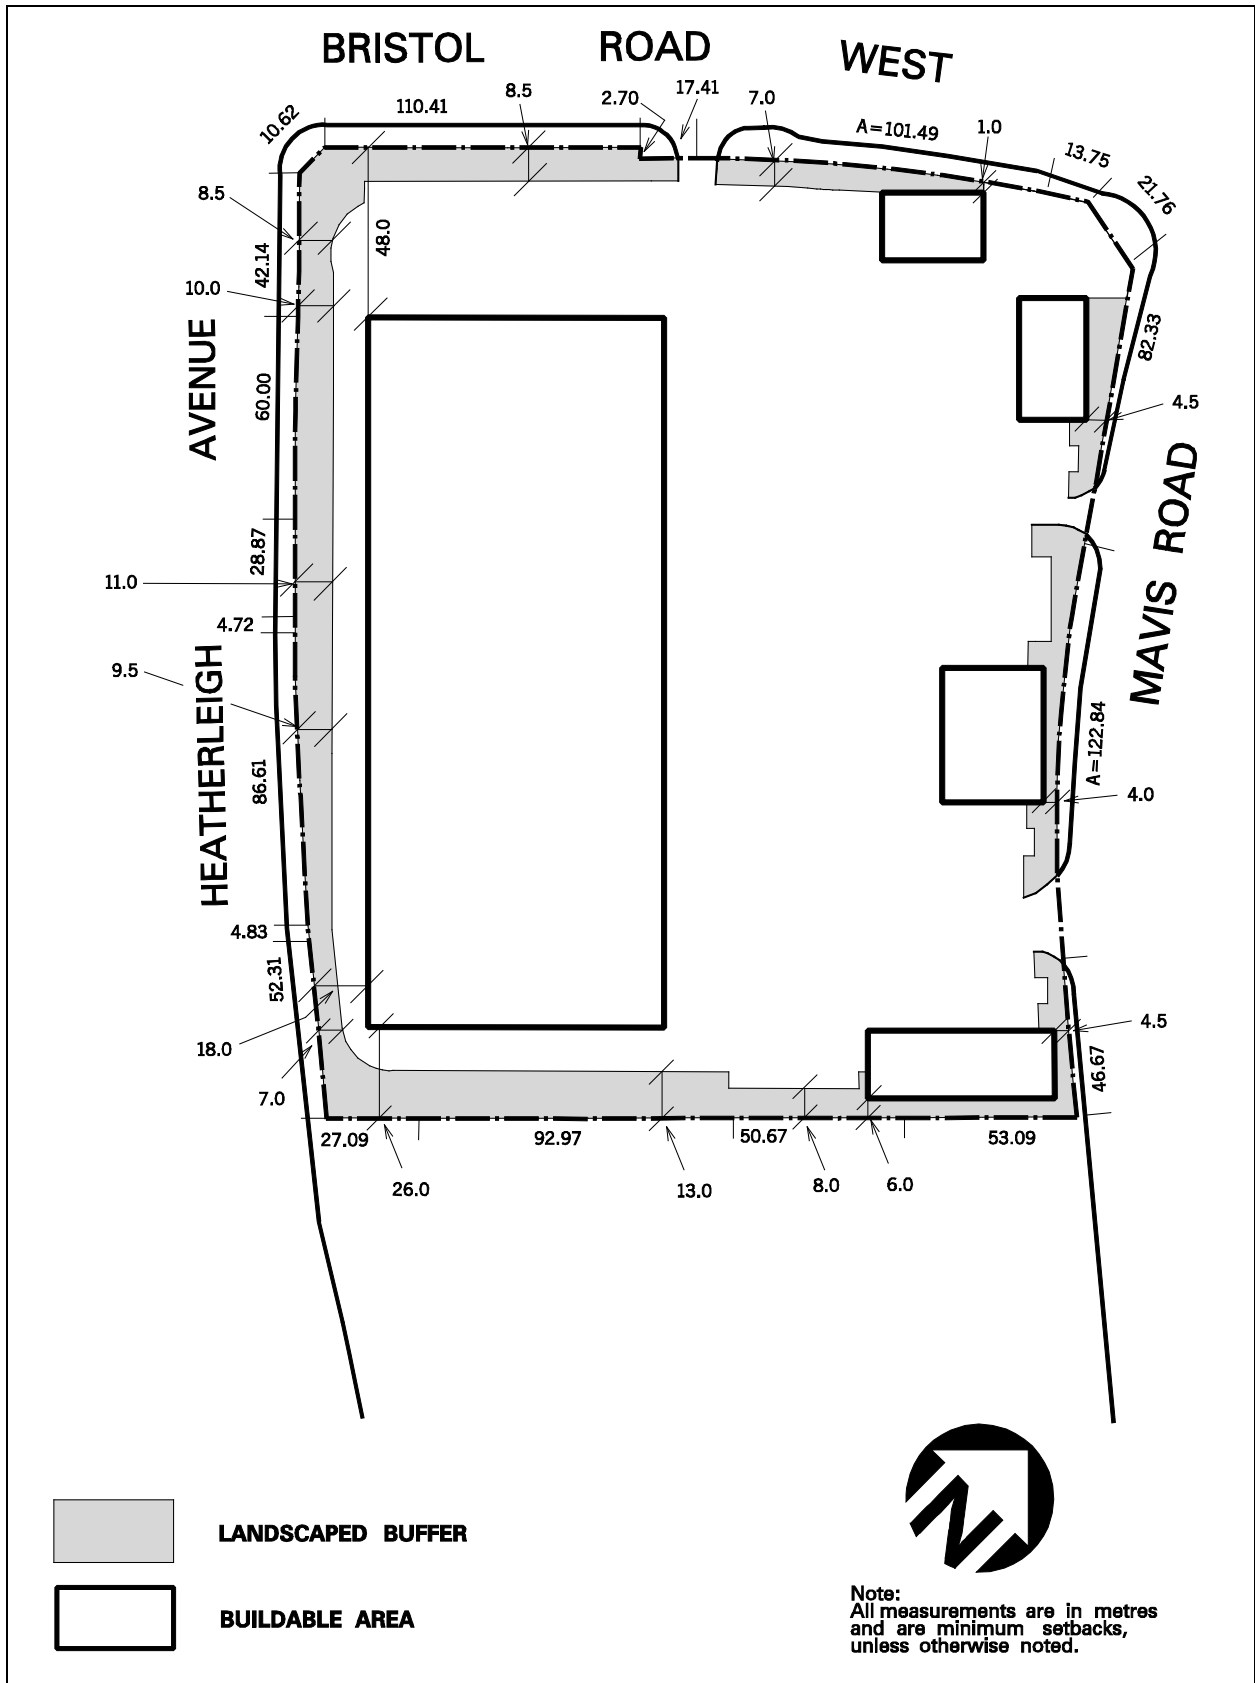 BRISTOL ROAD WEST
10.62
110.41
8.5
2.70
17.41
7.0
A=101.49
1.0
13.75
21.76
8.5
42.14
48.0
10.0
AVENUE
60.00
82.33
4.5
MAVIS ROAD
28.87
11.0
4.72
9.5
HEATHERLEIGH
86.61
A=122.84
4.0
4.83
52.31
18.0
7.0
4.5
46.67
27.09
92.97
50.67
53.09
26.0
13.0
8.0
6.0
LANDSCAPED BUFFER
BUILDABLE AREA
N
Note:
All measurements are in metres
and are minimum setbacks,
unless otherwise noted.